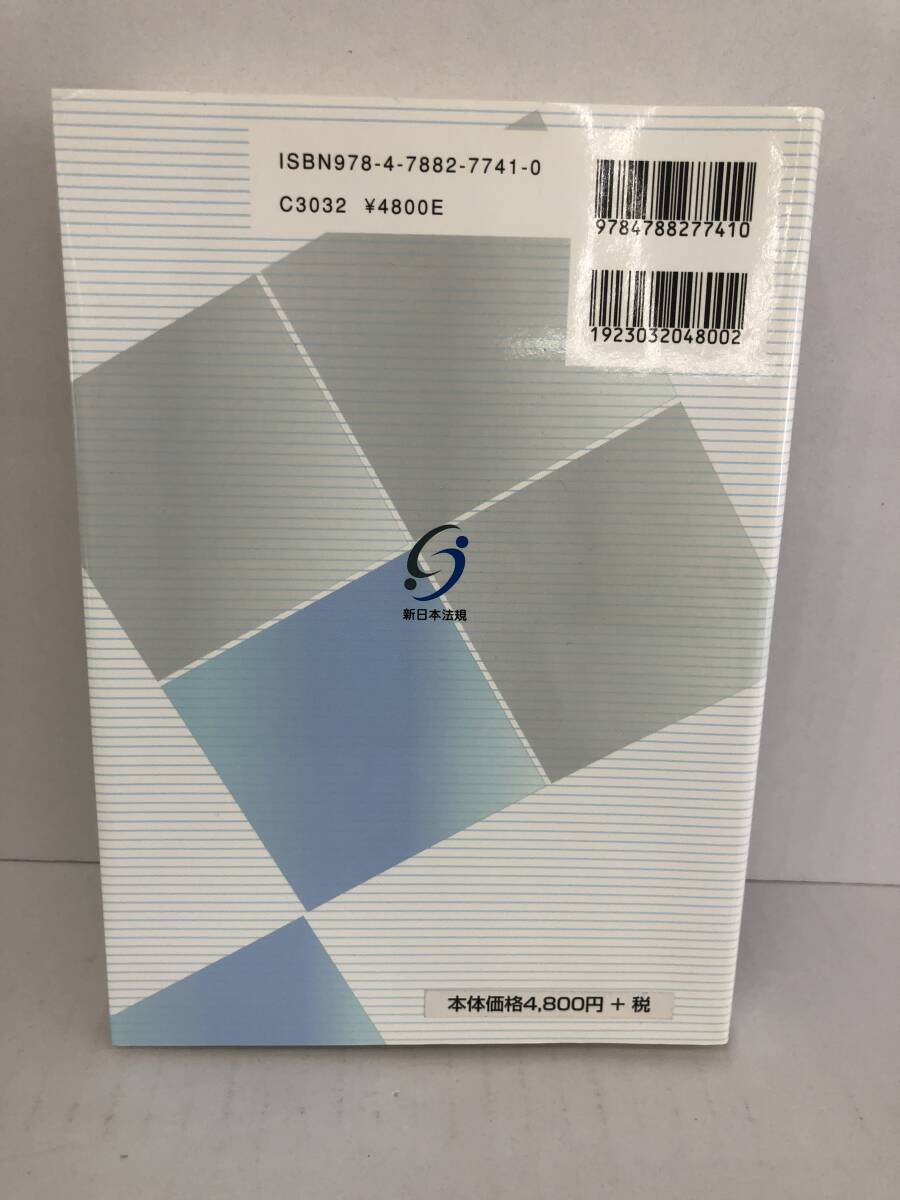 ISBN978-4-7882-7741-0
C3032 ¥4800E
9784788277410
1923032048002
新日本法規
本体価格4,800円 + 税